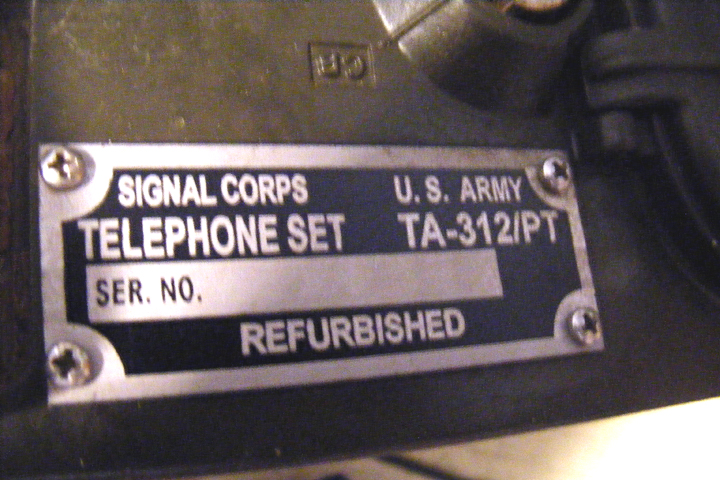 SIGNAL CORPS U. S. ARMY
TELEPHONE SET TA-312/PT
SER. NO.
REFURBISHED